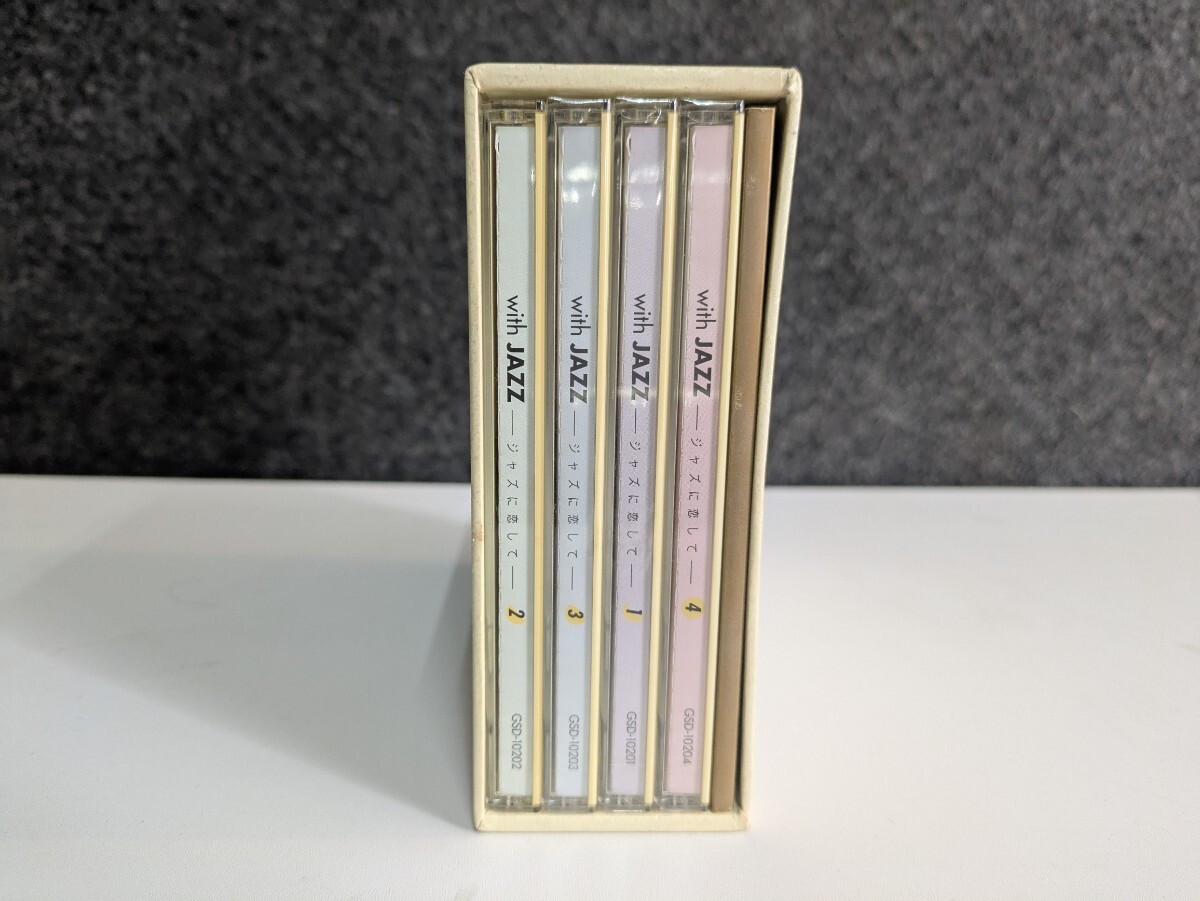 with JAZZ ── ジャズに恋して ── 2 GSD-10202
with JAZZ ── ジャズに恋して ── 3 GSD-10203
with JAZZ ── ジャズに恋して ── 1 GSD-10201
with JAZZ ── ジャズに恋して ── 4 GSD-10204